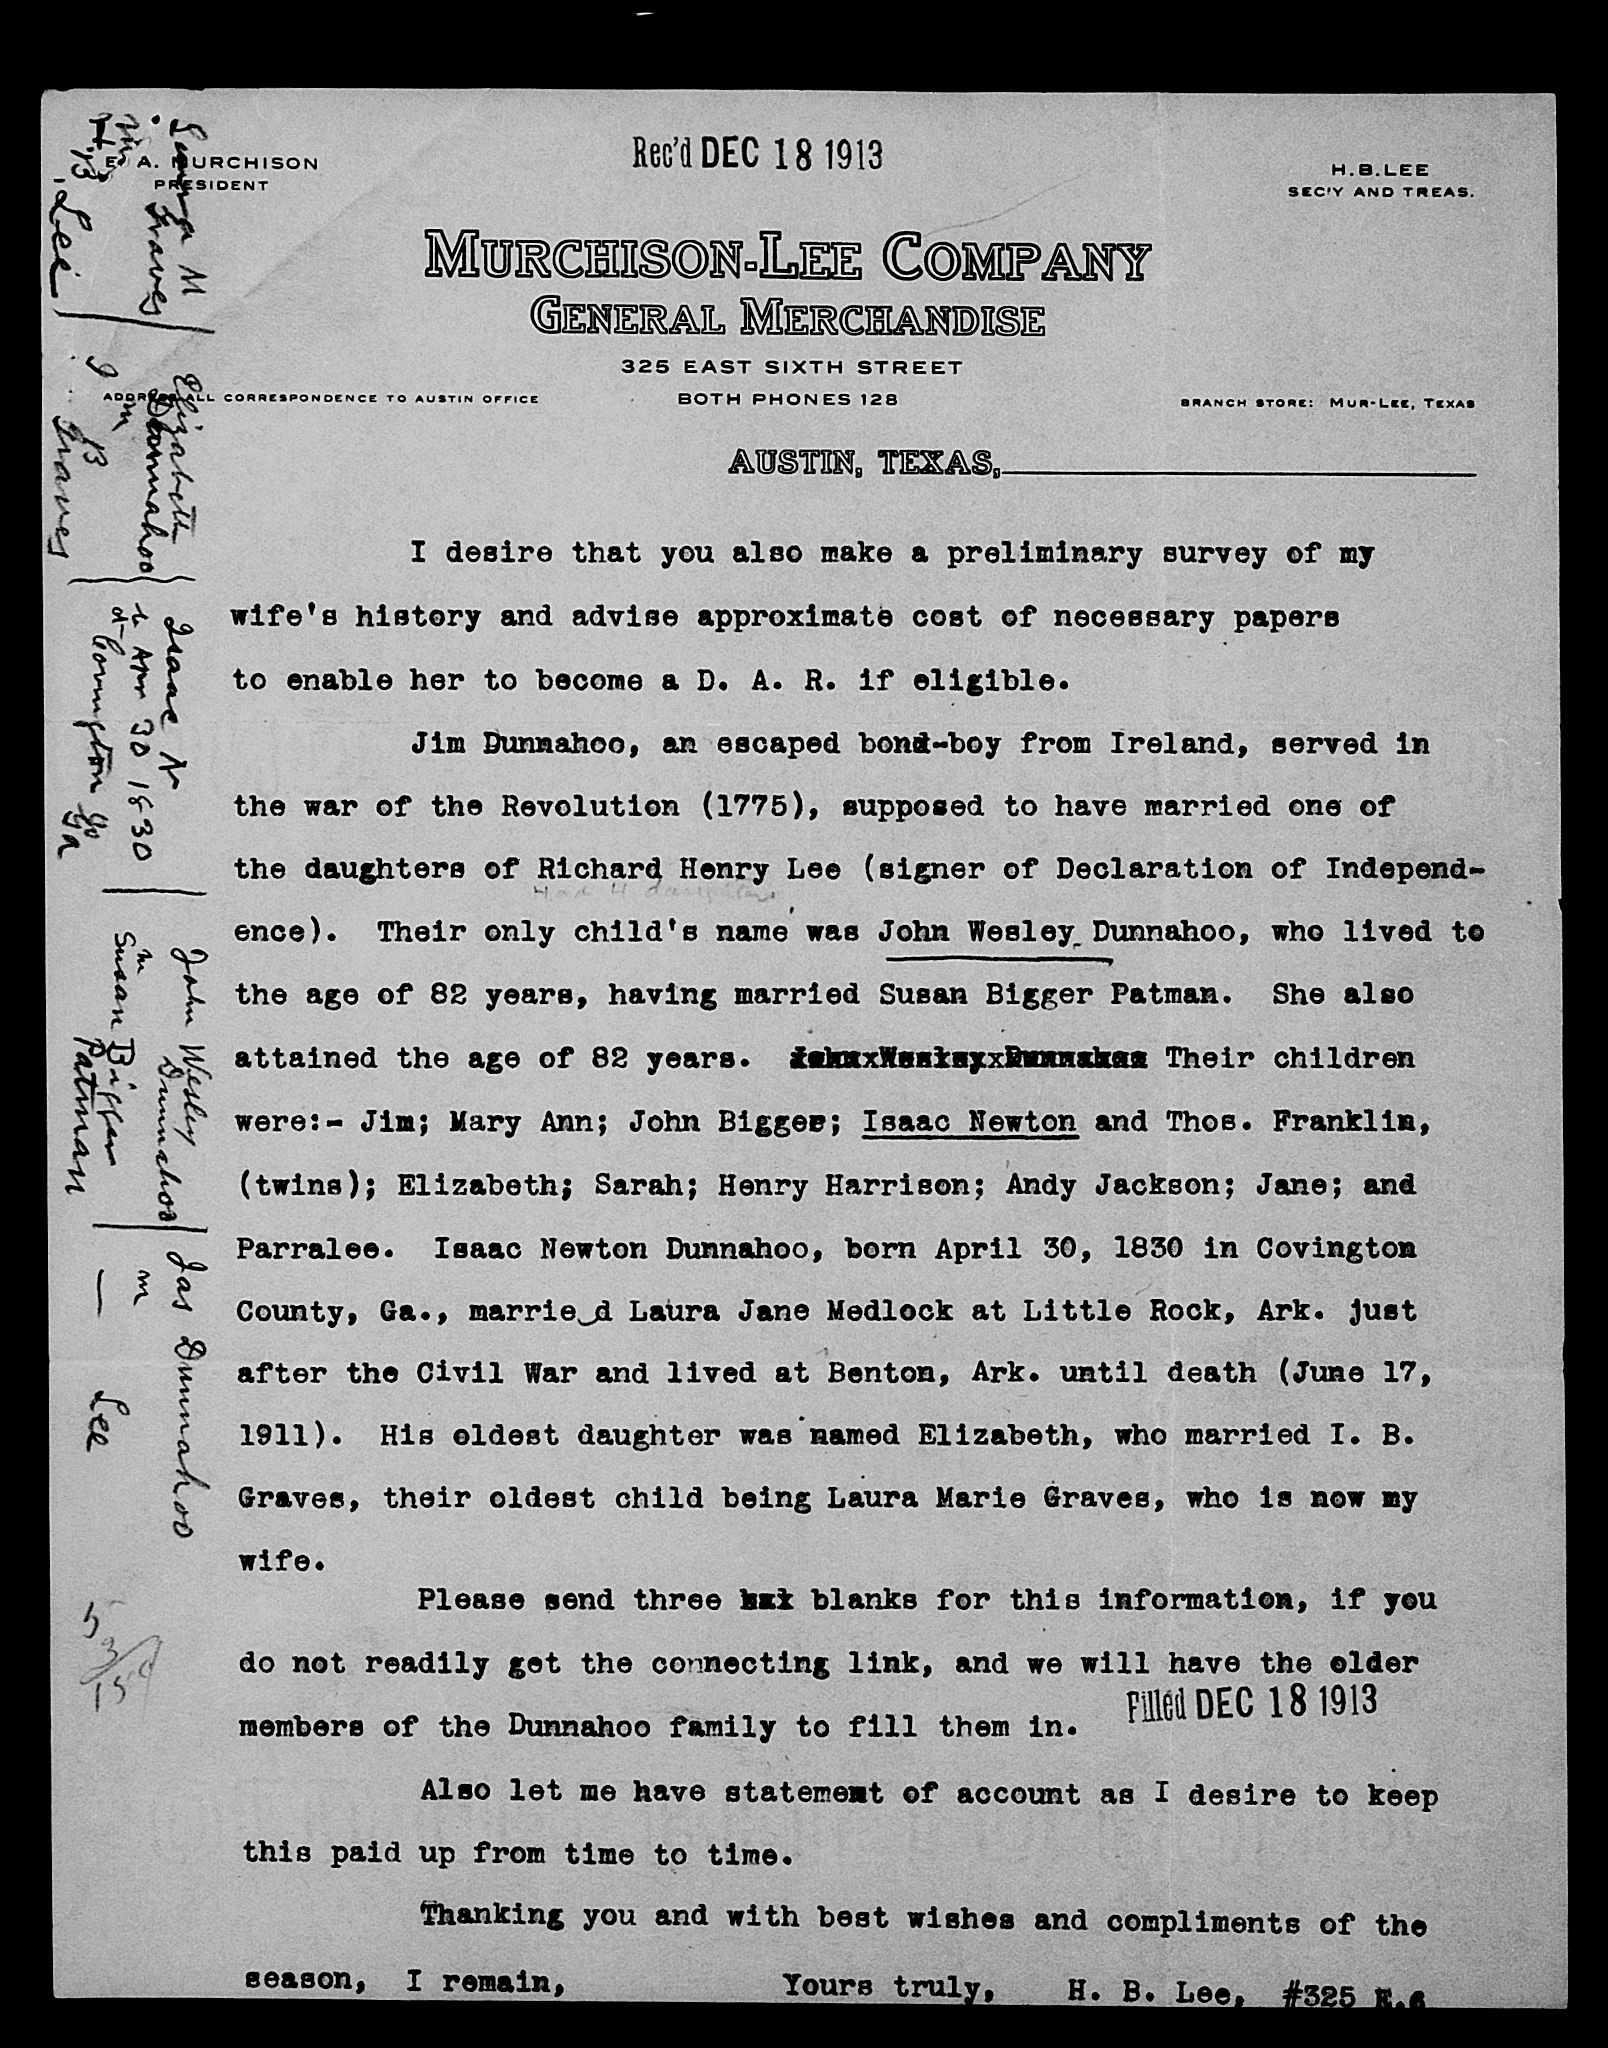 Rec'd DEC 18 1913
E. A. MURCHISON
PRESIDENT
H.B.LEE
SEC'Y AND TREAS.
MURCHISON-LEE COMPANY
GENERAL MERCHANDISE
325 EAST SIXTH STREET
ADDRESS ALL CORRESPONDENCE TO AUSTIN OFFICE
BOTH PHONES 128
BRANCH STORE: MUR-LEE, TEXAS
AUSTIN, TEXAS,
I desire that you also make a preliminary survey of my
wife's history and advise approximate cost of necessary papers
to enable her to become a D. A. R. if eligible.
Jim Dunnahoo, an escaped bond-boy from Ireland, served in
the war of the Revolution (1775), supposed to have married one of
the daughters of Richard Henry Lee (signer of Declaration of Independ-
had 4 daughters
ence). Their only child's name was John Wesley Dunnahoo, who lived to
the age of 82 years, having married Susan Bigger Patman. She also
attained the age of 82 years. Their children
were:- Jim; Mary Ann; John Bigger; Isaac Newton and Thos. Franklin,
(twins); Elizabeth; Sarah; Henry Harrison; Andy Jackson; Jane; and
Parralee. Isaac Newton Dunnahoo, born April 30, 1830 in Covington
County, Ga., married Laura Jane Medlock at Little Rock, Ark. just
after the Civil War and lived at Benton, Ark. until death (June 17,
1911). His oldest daughter was named Elizabeth, who married I. B.
Graves, their oldest child being Laura Marie Graves, who is now my
wife.
Please send three blanks for this information, if you
do not readily get the connecting link, and we will have the older
members of the Dunnahoo family to fill them in.
Filled DEC 18 1913
Also let me have statement of account as I desire to keep
this paid up from time to time.
Thanking you and with best wishes and compliments of the
season, I remain, Yours truly, H. B. Lee, #325 E.6
Laura M
Graves
m
H B Lee
Elizabeth
Dunnahoo
m
I B
Graves
Isaac N
b Apr 30 1830
at Covington Co
Ga
John Wesley
Dunnahoo
m
Susan Bigger
Patman
Jas Dunnahoo
m
— Lee